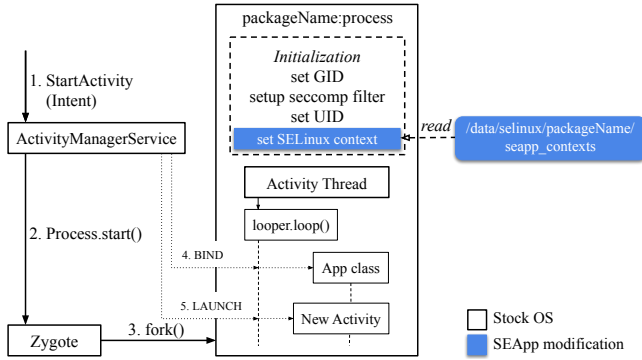 packageName:process
1. StartActivity
(Intent)
Initialization
set GID
setup seccomp filter
set UID
set SELinux context
read
/data/selinux/packageName/
seapp_contexts
ActivityManagerService
Activity Thread
looper.loop()
2. Process.start()
4. BIND
App class
5. LAUNCH
New Activity
Zygote
3. fork()
Stock OS
SEApp modification